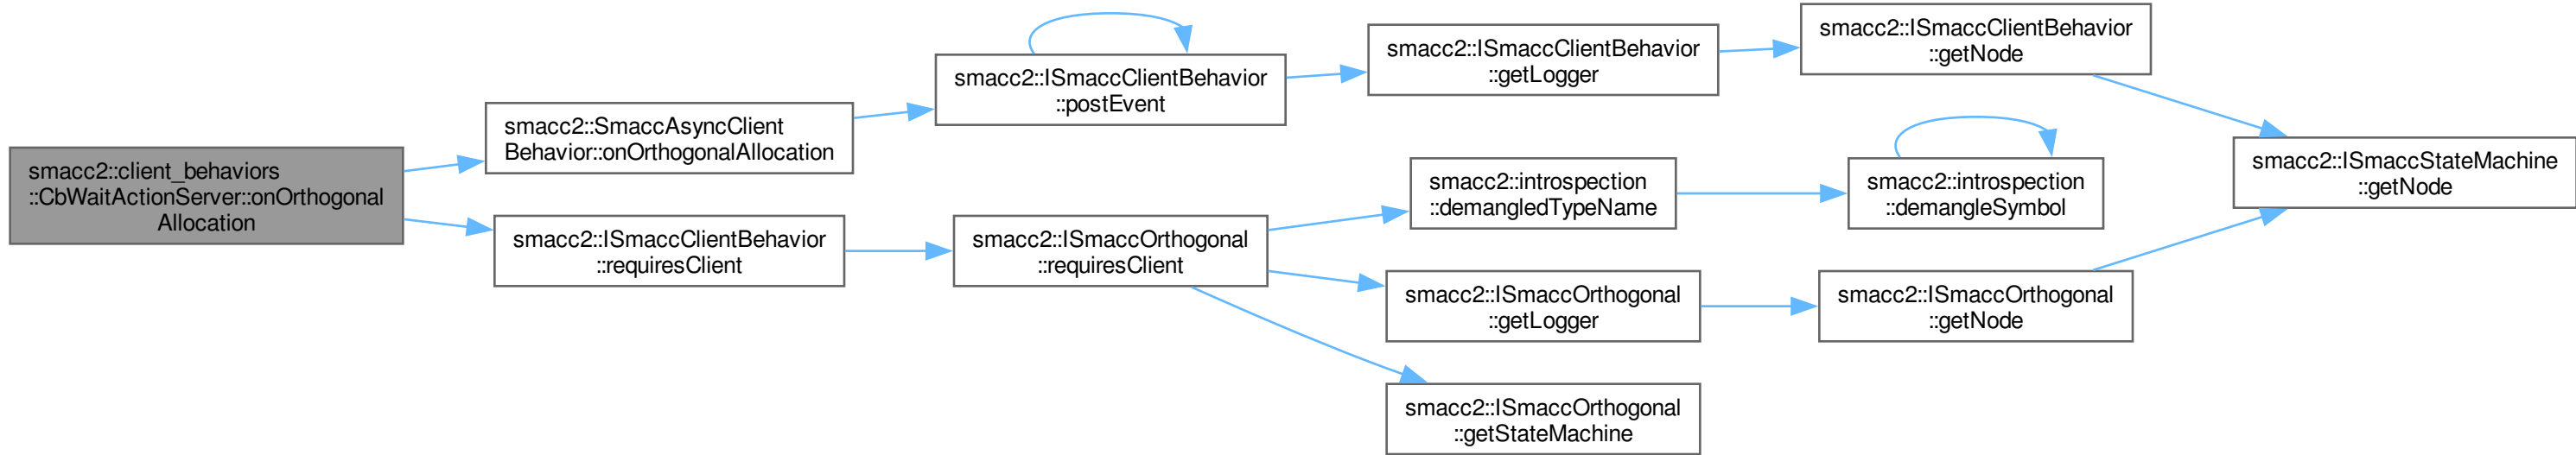 smacc2::client_behaviors
::CbWaitActionServer::onOrthogonal
Allocation
smacc2::SmaccAsyncClient
Behavior::onOrthogonalAllocation
smacc2::ISmaccClientBehavior
::postEvent
smacc2::ISmaccClientBehavior
::getLogger
smacc2::ISmaccClientBehavior
::getNode
smacc2::ISmaccStateMachine
::getNode
smacc2::ISmaccClientBehavior
::requiresClient
smacc2::ISmaccOrthogonal
::requiresClient
smacc2::introspection
::demangledTypeName
smacc2::introspection
::demangleSymbol
smacc2::ISmaccOrthogonal
::getLogger
smacc2::ISmaccOrthogonal
::getNode
smacc2::ISmaccOrthogonal
::getStateMachine